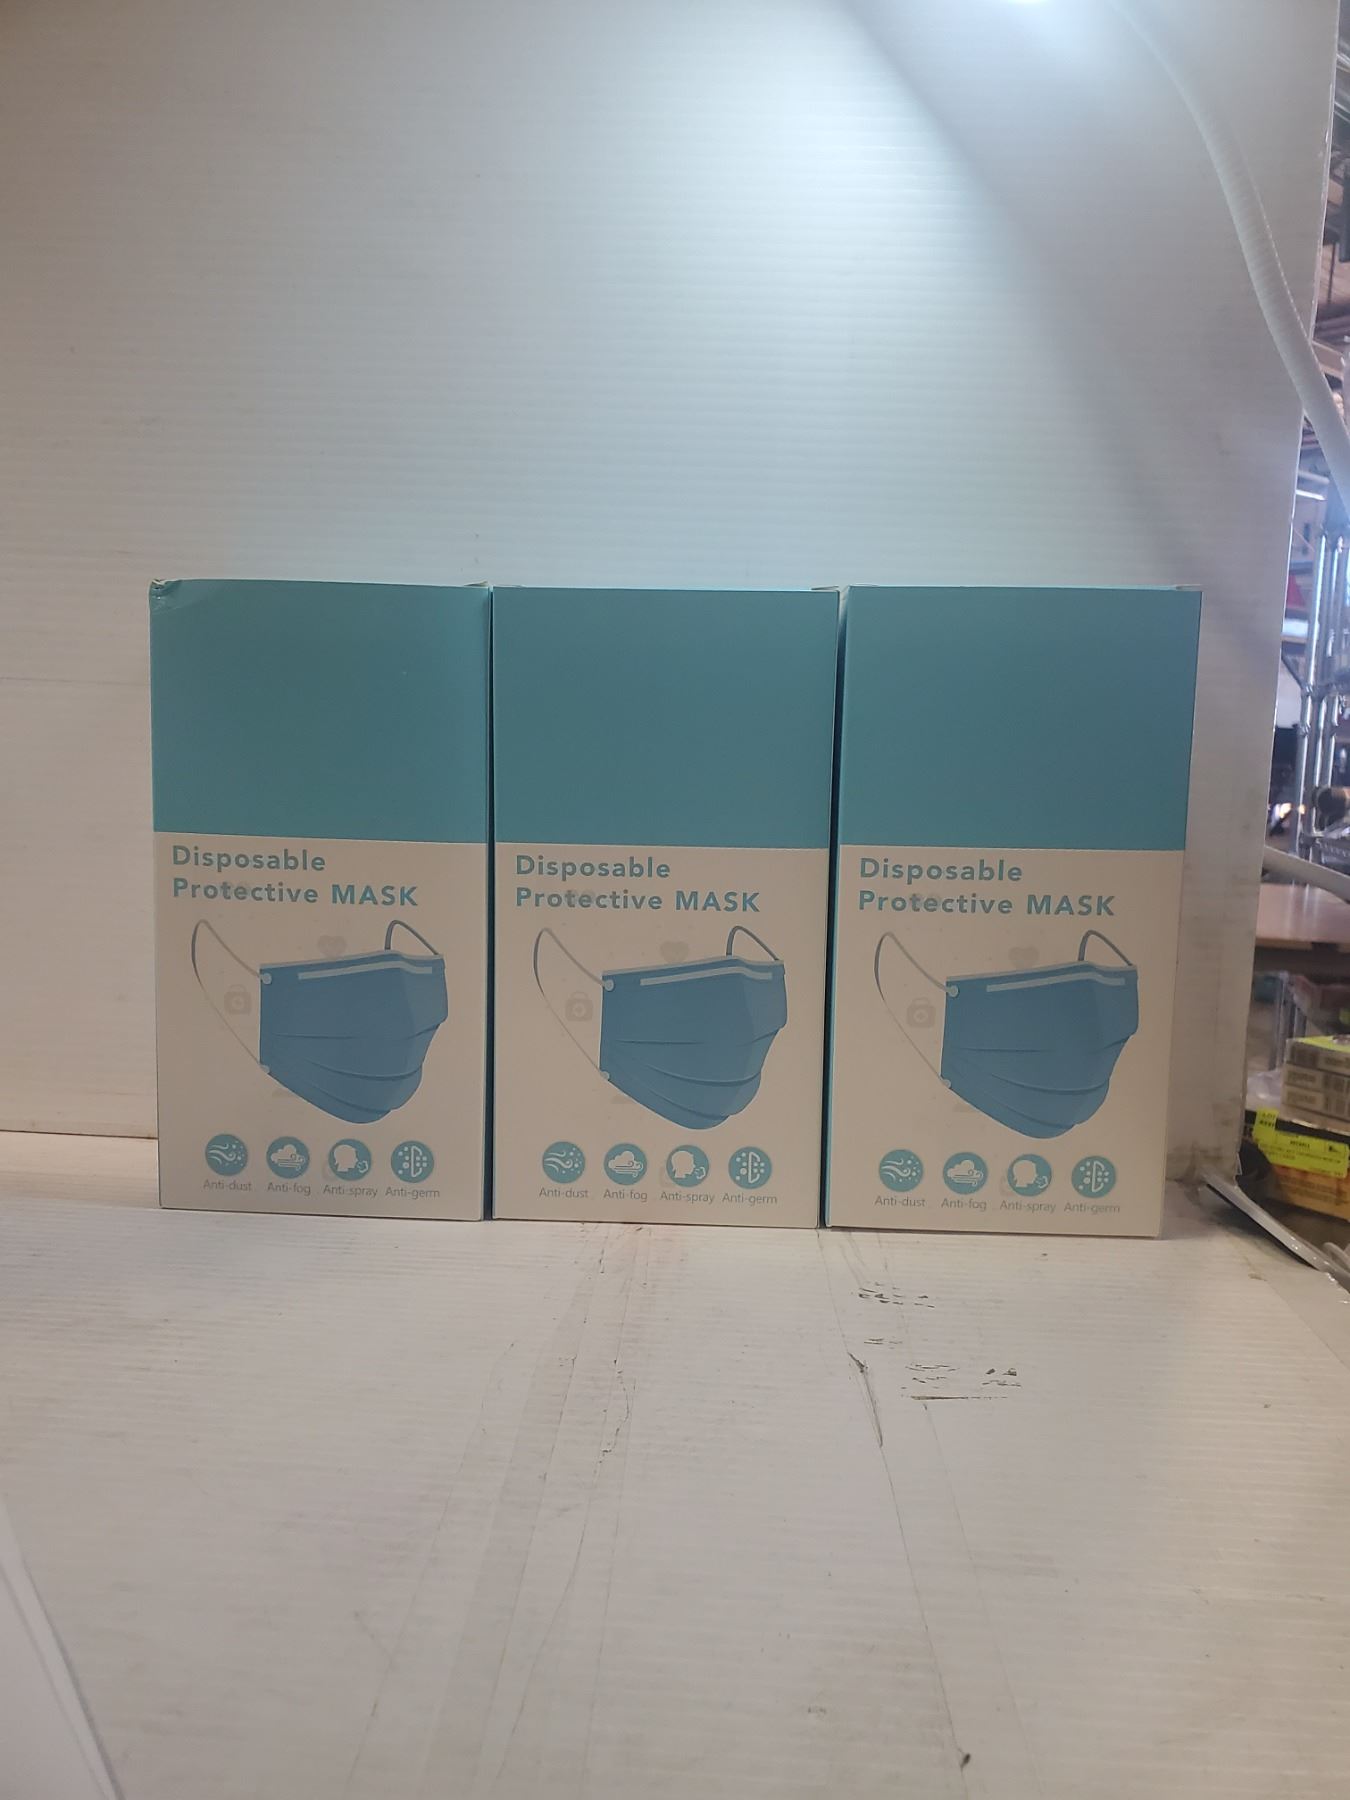 Disposable
Protective MASK
Anti-dust Anti-fog Anti-spray Anti-germ
Disposable
Protective MASK
Anti-dust Anti-fog Anti-spray Anti-germ
Disposable
Protective MASK
Anti-dust Anti-fog Anti-spray Anti-germ